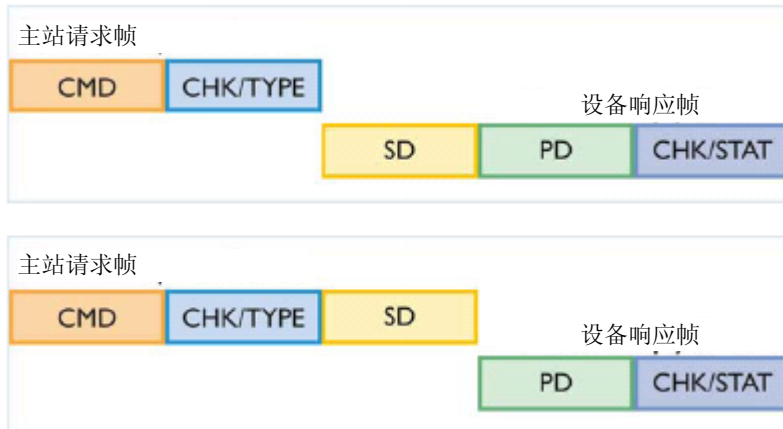 主站请求帧
CMD CHK/TYPE
设备响应帧
SD PD CHK/STAT
主站请求帧
CMD CHK/TYPE SD
设备响应帧
PD CHK/STAT